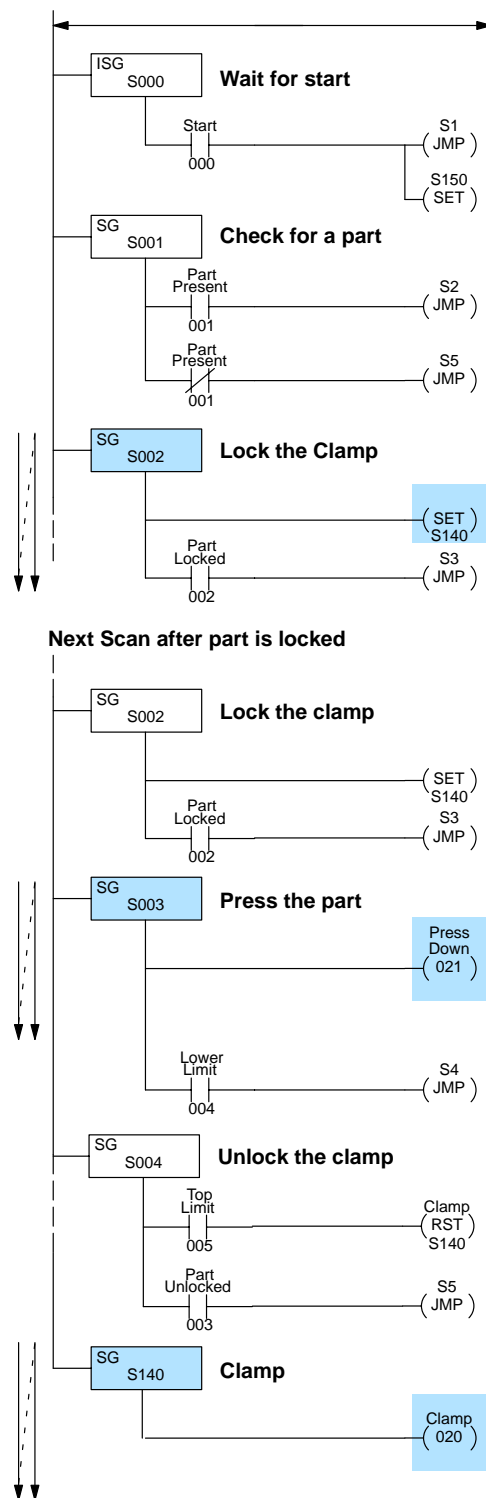 ISG
S000
Wait for start
Start
000
S1
JMP
S150
SET
SG
S001
Check for a part
Part
Present
001
S2
JMP
Part
Present
001
S5
JMP
SG
S002
Lock the Clamp
SET
S140
Part
Locked
002
S3
JMP
Next Scan after part is locked
SG
S002
Lock the clamp
SET
S140
Part
Locked
002
S3
JMP
SG
S003
Press the part
Press
Down
021
Lower
Limit
004
S4
JMP
SG
S004
Unlock the clamp
Top
Limit
005
Clamp
RST
S140
Part
Unlocked
003
S5
JMP
SG
S140
Clamp
Clamp
020